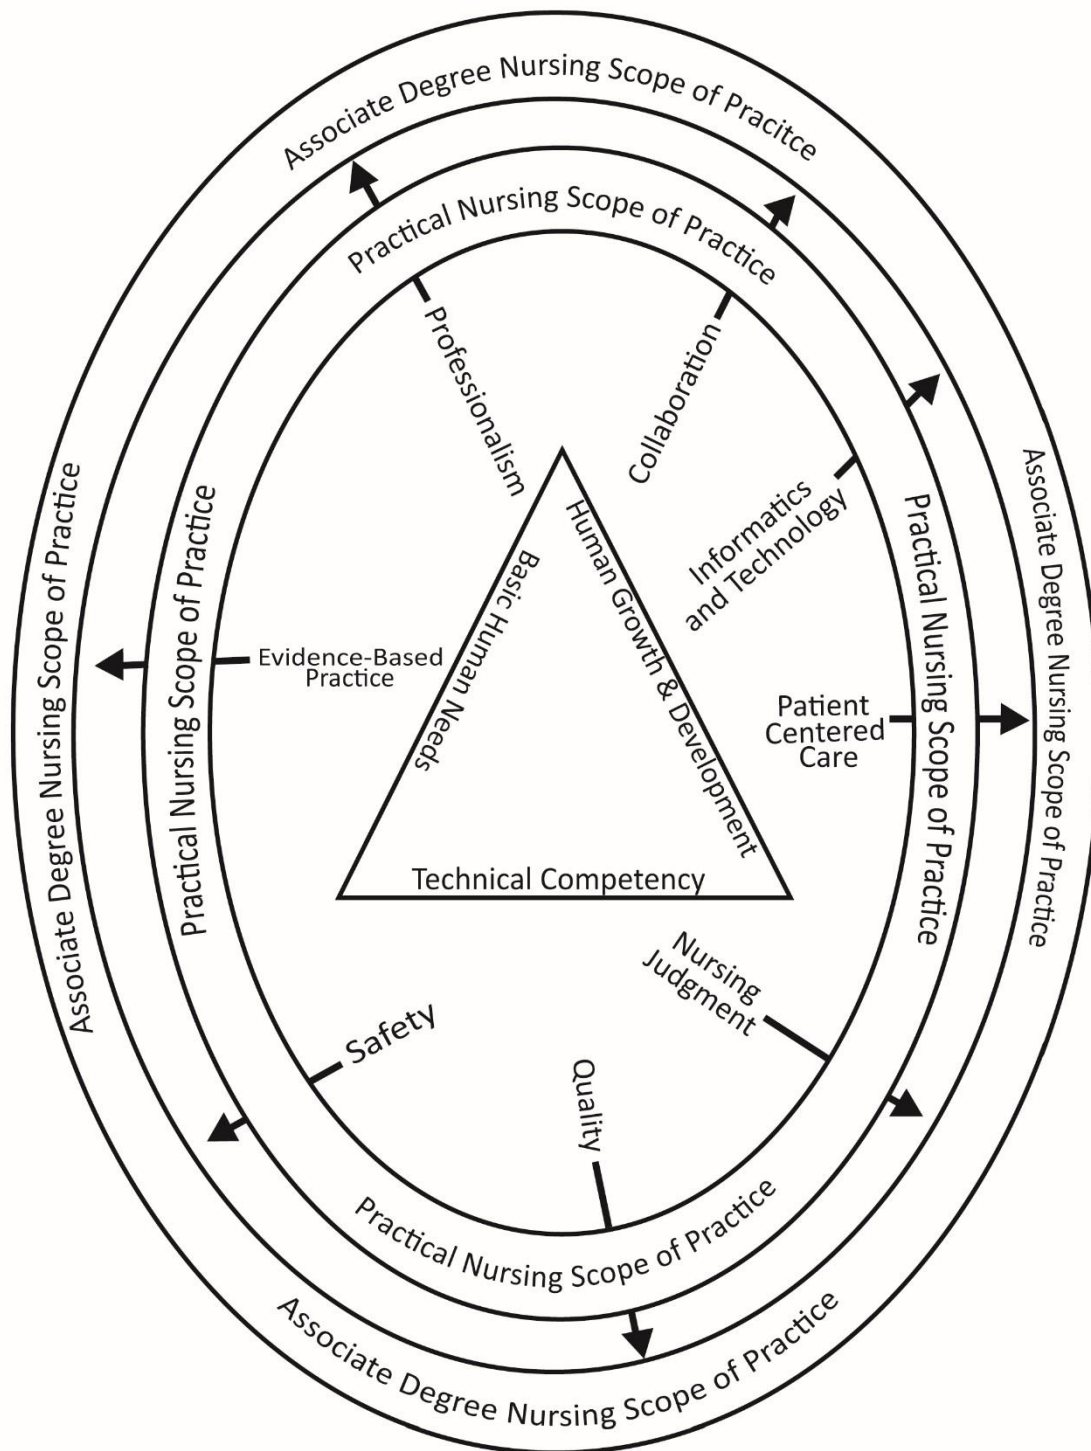 Associate Degree Nursing Scope of Pracitce
Practical Nursing Scope of Practice
Professionalism
Collaboration
Informatics
and Technology
Associate Degree Nursing Scope of Practice
Practical Nursing Scope of Practice
Evidence-Based
Practice
Basic Human Needs
Human Growth & Development
Technical Competency
Patient
Centered
Care
Practical Nursing Scope of Practice
Associate Degree Nursing Scope of Practice
Nursing
Judgment
Safety
Quality
Practical Nursing Scope of Practice
Associate Degree Nursing Scope of Practice